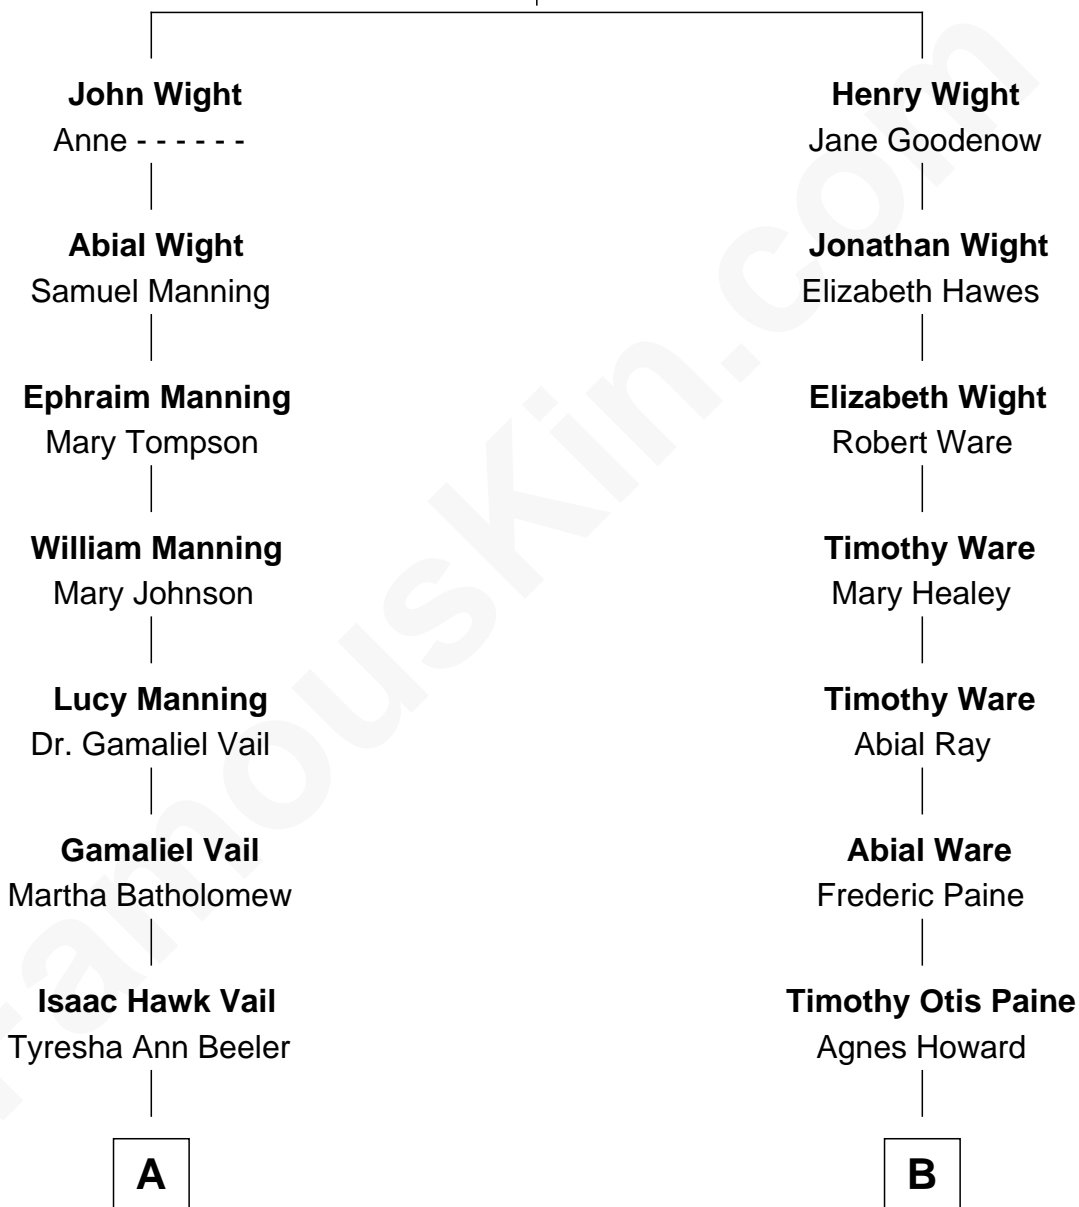 John Wight
Anne - - - - - -
Henry Wight
Jane Goodenow
Abial Wight
Samuel Manning
Jonathan Wight
Elizabeth Hawes
Ephraim Manning
Mary Tompson
Elizabeth Wight
Robert Ware
William Manning
Mary Johnson
Timothy Ware
Mary Healey
Lucy Manning
Dr. Gamaliel Vail
Timothy Ware
Abial Ray
Gamaliel Vail
Martha Batholomew
Abial Ware
Frederic Paine
Isaac Hawk Vail
Tyresha Ann Beeler
Timothy Otis Paine
Agnes Howard
A
B
FamousKin.com